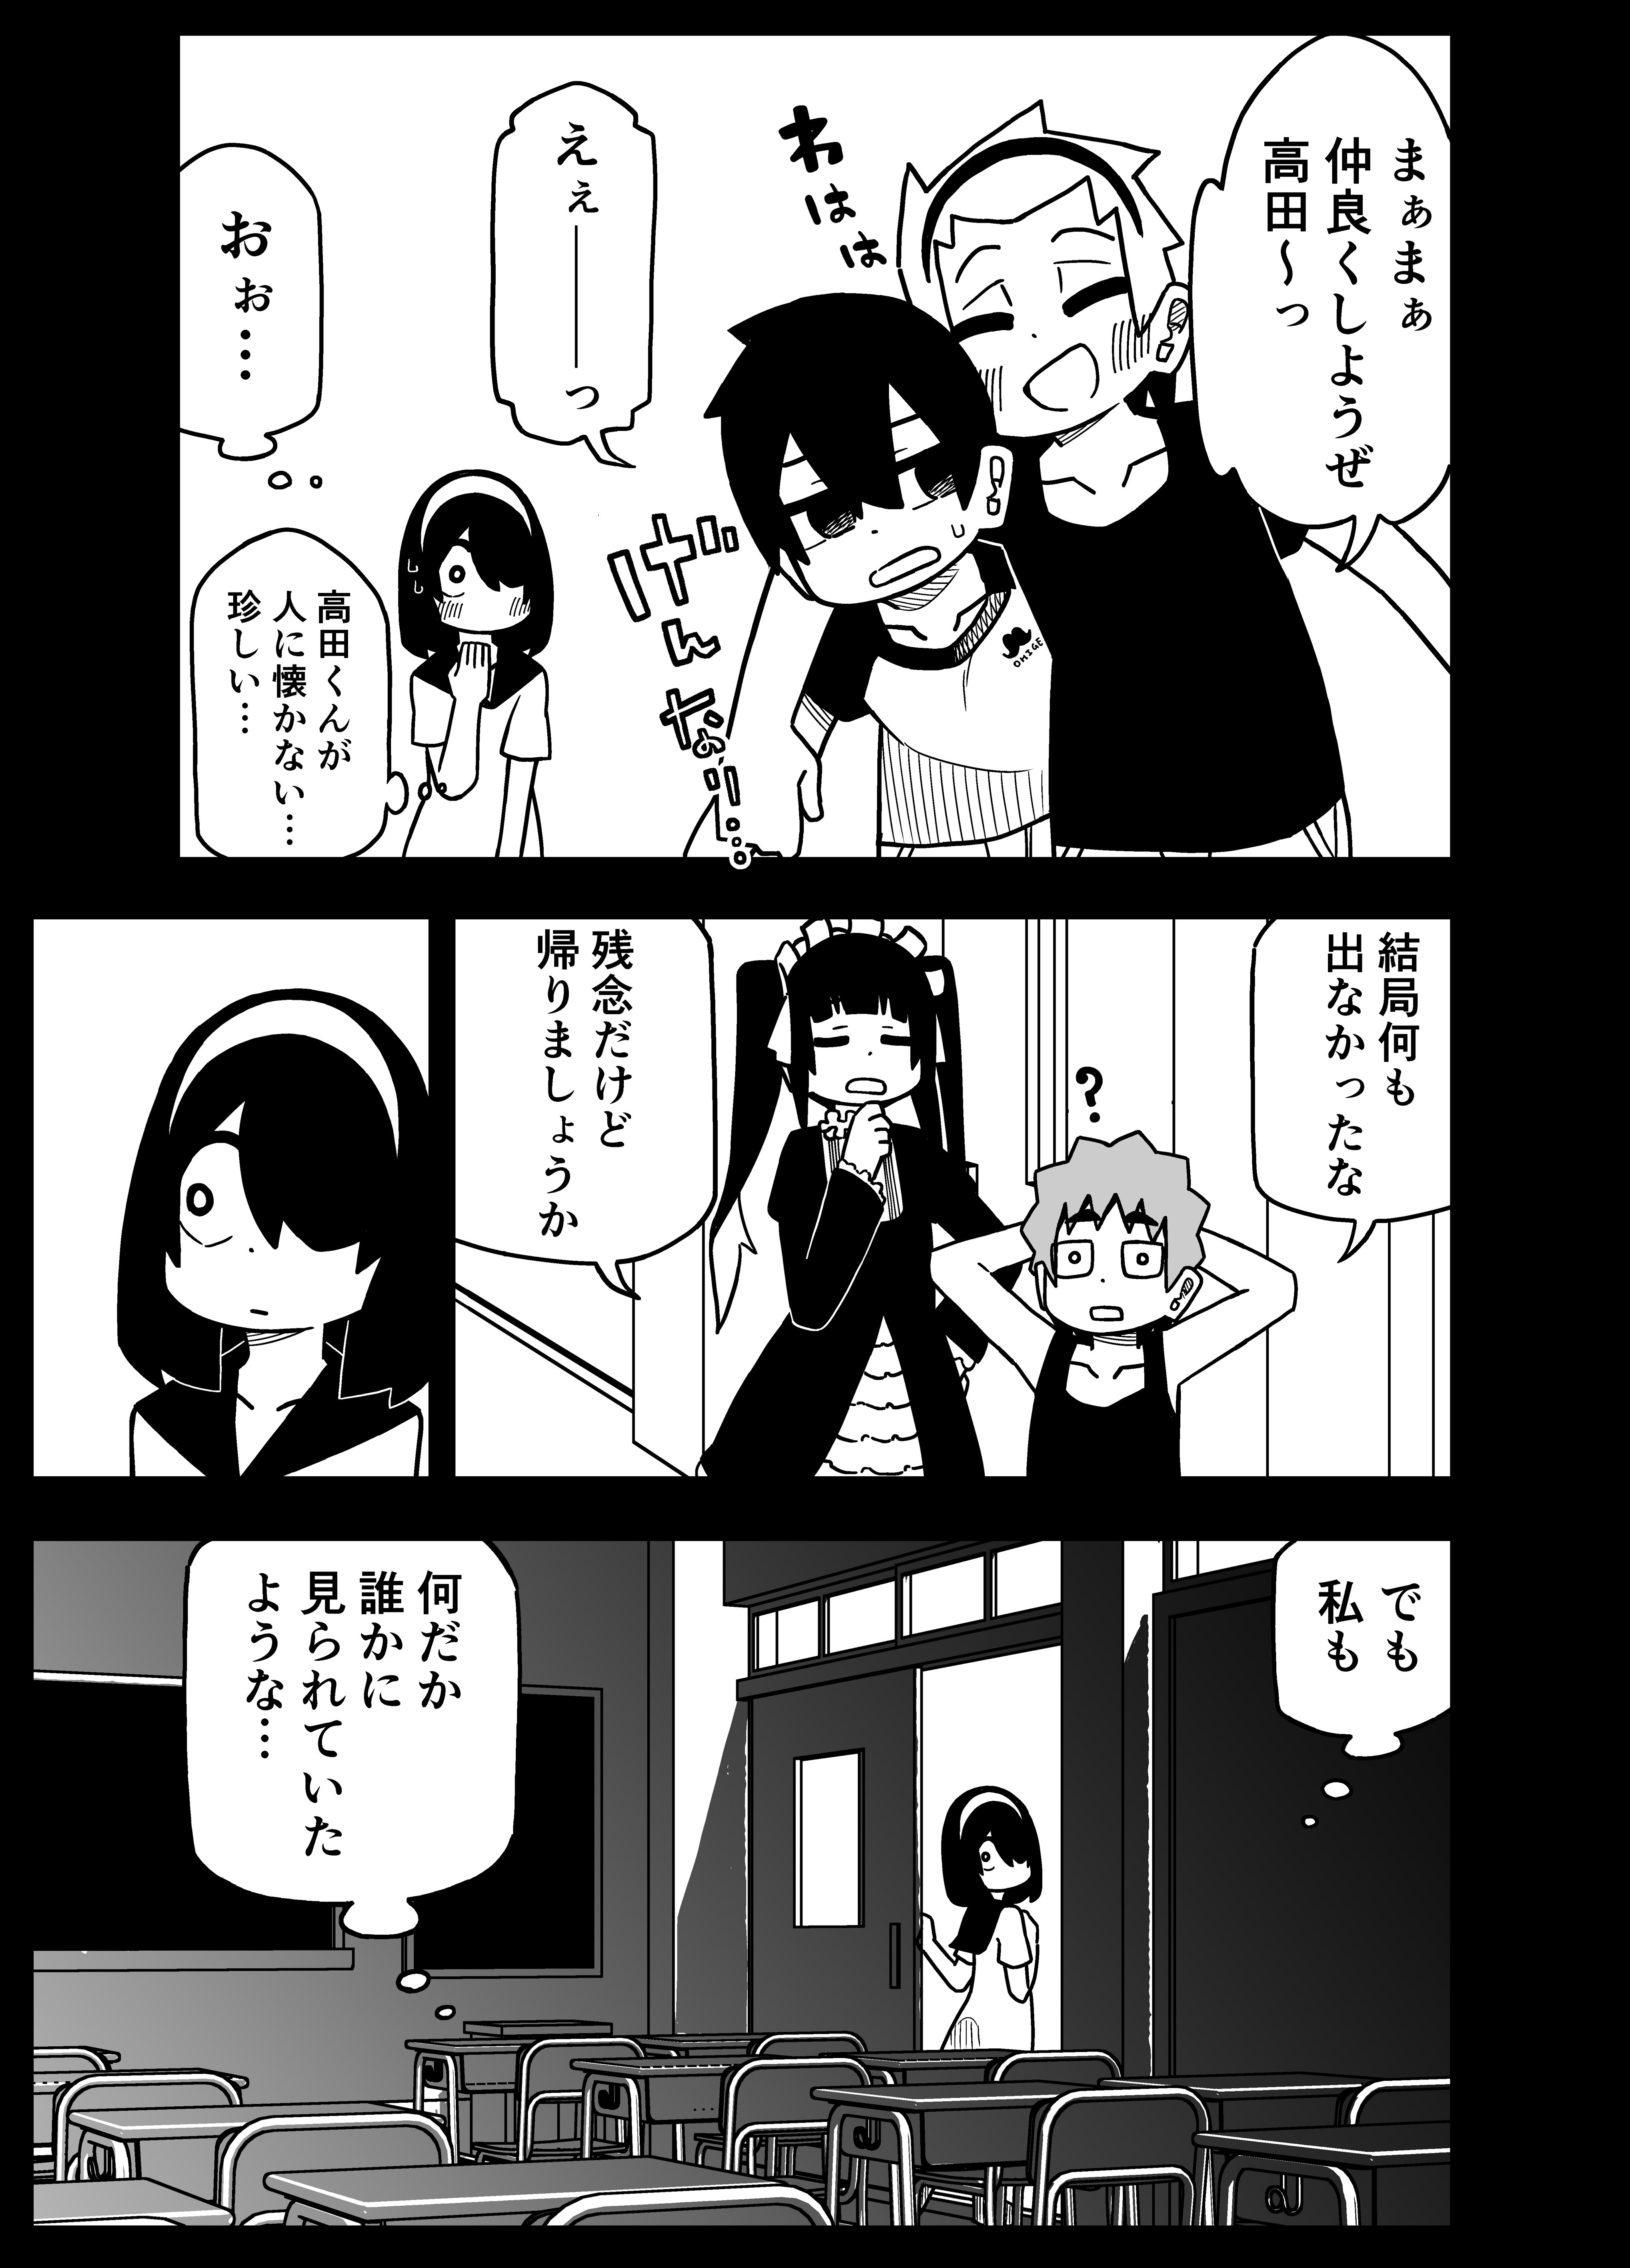 まぁまぁ
仲良くしようぜ
高田～っ
わはは
えぇ――っ
げんなり…。
OHIGE
おぉ…
高田くんが
人に懐かない…
珍しい…
結局何も
出なかったな
？
残念だけど
帰りましょうか
でも
私も
何だか
誰かに
見られていた
ような…